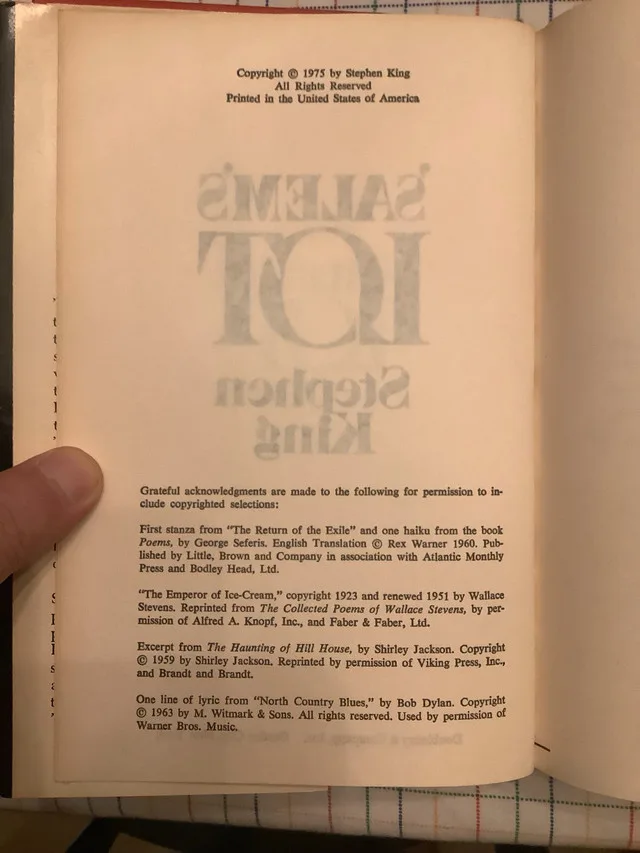 Copyright © 1975 by Stephen King
All Rights Reserved
Printed in the United States of America
'SALEM'S
LOT
Stephen
King
Grateful acknowledgments are made to the following for permission to in-
clude copyrighted selections:
First stanza from “The Return of the Exile” and one haiku from the book
Poems, by George Seferis. English Translation © Rex Warner 1960. Pub-
lished by Little, Brown and Company in association with Atlantic Monthly
Press and Bodley Head, Ltd.
“The Emperor of Ice-Cream,” copyright 1923 and renewed 1951 by Wallace
Stevens. Reprinted from The Collected Poems of Wallace Stevens, by per-
mission of Alfred A. Knopf, Inc., and Faber & Faber, Ltd.
Excerpt from The Haunting of Hill House, by Shirley Jackson. Copyright
© 1959 by Shirley Jackson. Reprinted by permission of Viking Press, Inc.,
and Brandt and Brandt.
One line of lyric from “North Country Blues,” by Bob Dylan. Copyright
© 1963 by M. Witmark & Sons. All rights reserved. Used by permission of
Warner Bros. Music.